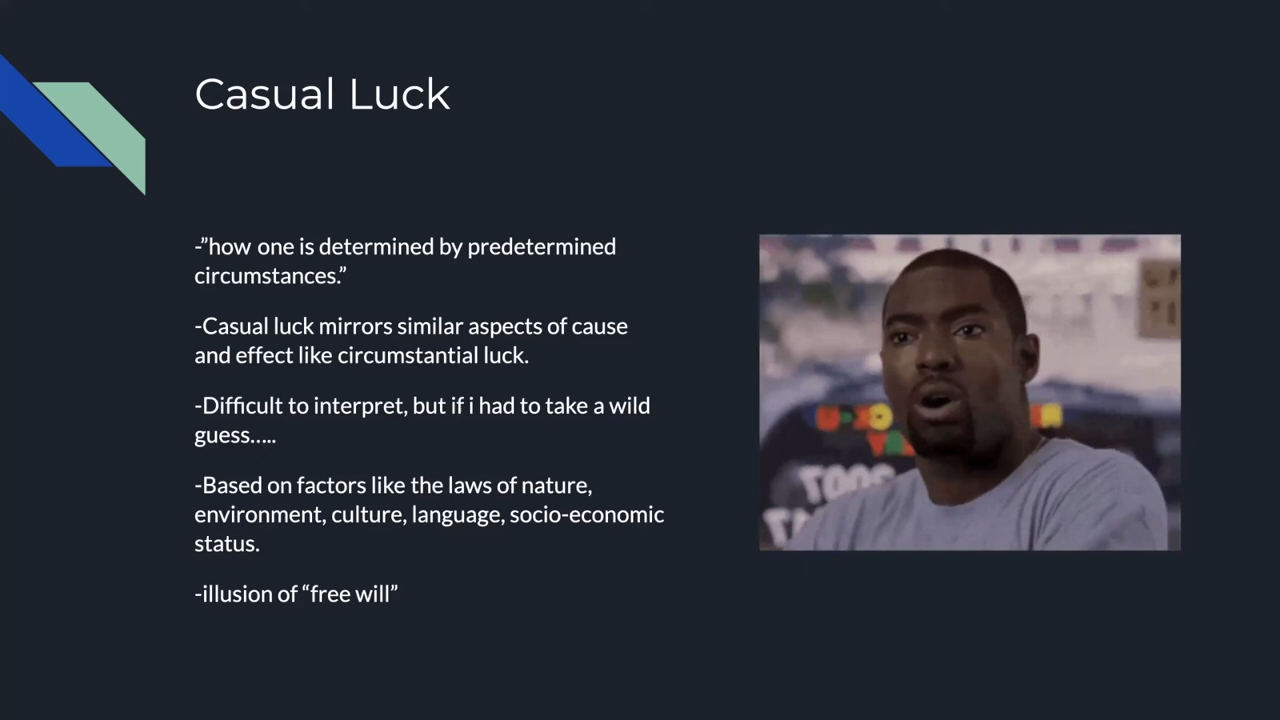 Casual Luck
-”how one is determined by predetermined
circumstances.”
-Casual luck mirrors similar aspects of cause
and effect like circumstantial luck.
-Difficult to interpret, but if i had to take a wild
guess…..
-Based on factors like the laws of nature,
environment, culture, language, socio-economic
status.
-illusion of “free will”
2007